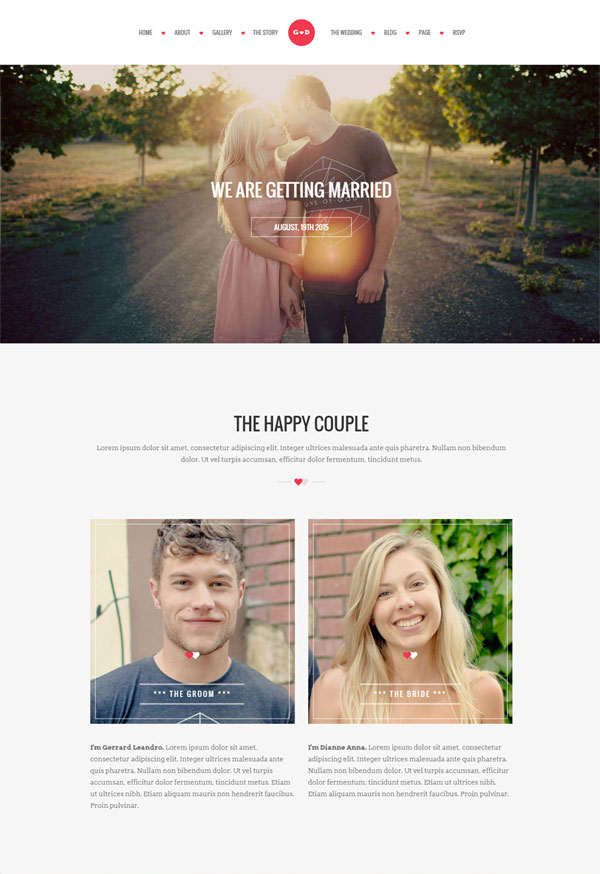 HOME ABOUT GALLERY THE STORY G♥D THE WEDDING BLOG PAGE RSVP
WE ARE GETTING MARRIED
AUGUST, 19TH 2015
THE HAPPY COUPLE
Lorem ipsum dolor sit amet, consectetur adipiscing elit. Integer ultrices malesuada ante quis pharetra. Nullam non bibendum
dolor. Ut vel turpis accumsan, efficitur dolor fermentum, tincidunt metus.
*** THE GROOM ***
*** THE BRIDE ***
I'm Gerrard Leandro. Lorem ipsum dolor sit amet,
consectetur adipiscing elit. Integer ultrices malesuada ante
quis pharetra. Nullam non bibendum dolor. Ut vel turpis
accumsan, efficitur dolor fermentum, tincidunt metus. Etiam
ut ultrices nibh. Etiam aliquam mauris non hendrerit faucibus.
Proin pulvinar.
I'm Dianne Anna. Lorem ipsum dolor sit amet, consectetur
adipiscing elit. Integer ultrices malesuada ante quis
pharetra. Nullam non bibendum dolor. Ut vel turpis
accumsan, efficitur dolor fermentum, tincidunt metus. Etiam
ut ultrices nibh. Etiam aliquam mauris non hendrerit
faucibus. Proin pulvinar.